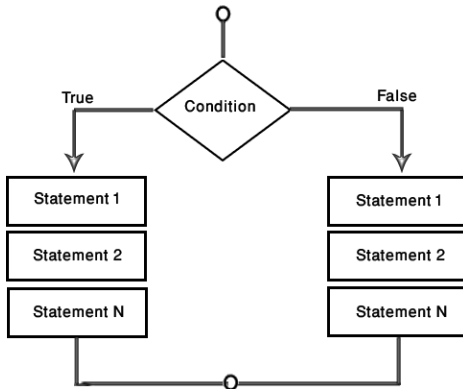 Condition
True
False
Statement 1
Statement 2
Statement N
Statement 1
Statement 2
Statement N